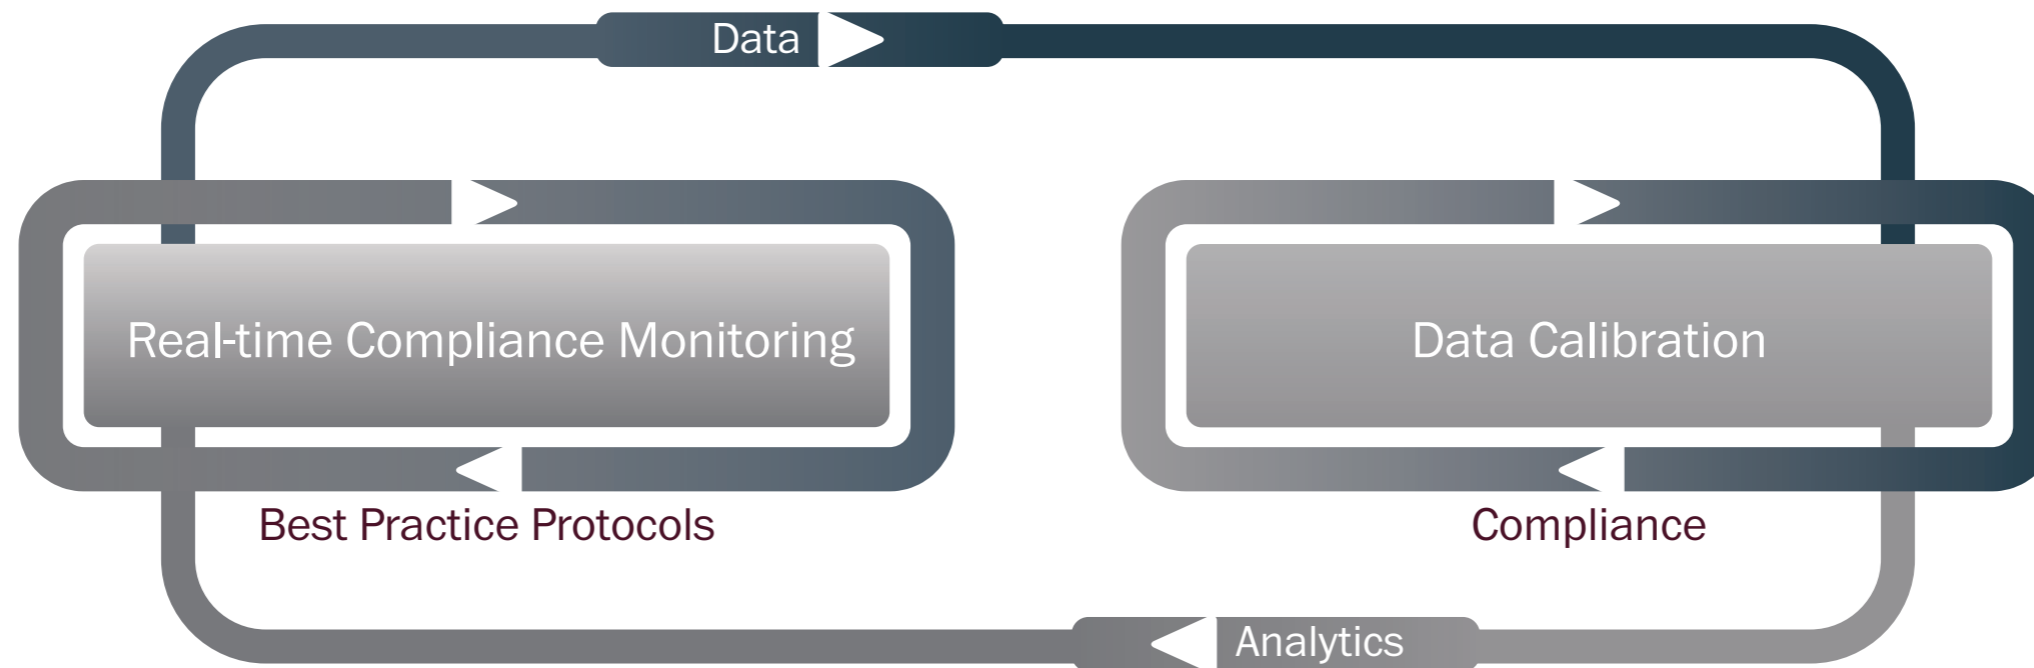 Data
Real-time Compliance Monitoring
Data Calibration
Best Practice Protocols
Compliance
Analytics